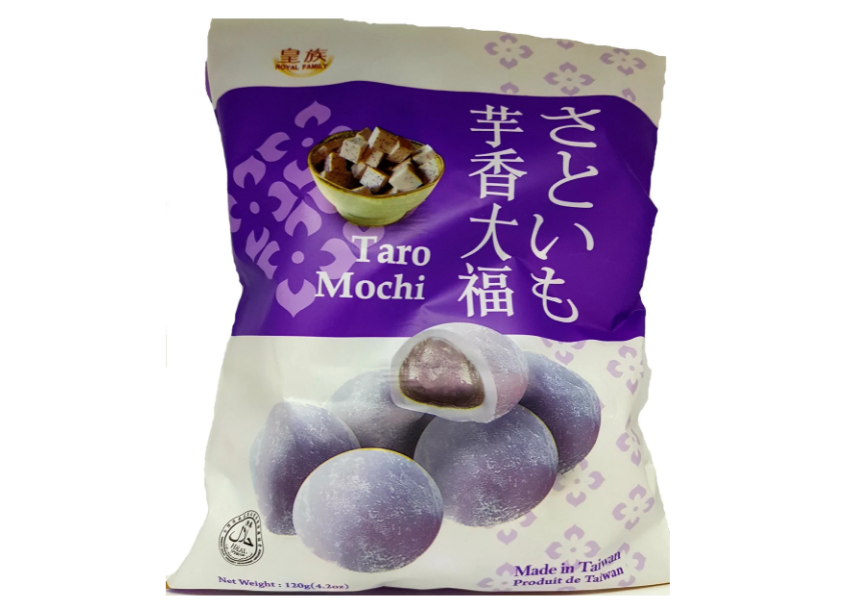 皇族
ROYAL FAMILY
さといも
芋香大福
Taro
Mochi
HALAL
Net Weight : 120g(4.2oz)
Made in Taiwan
Produit de Taiwan